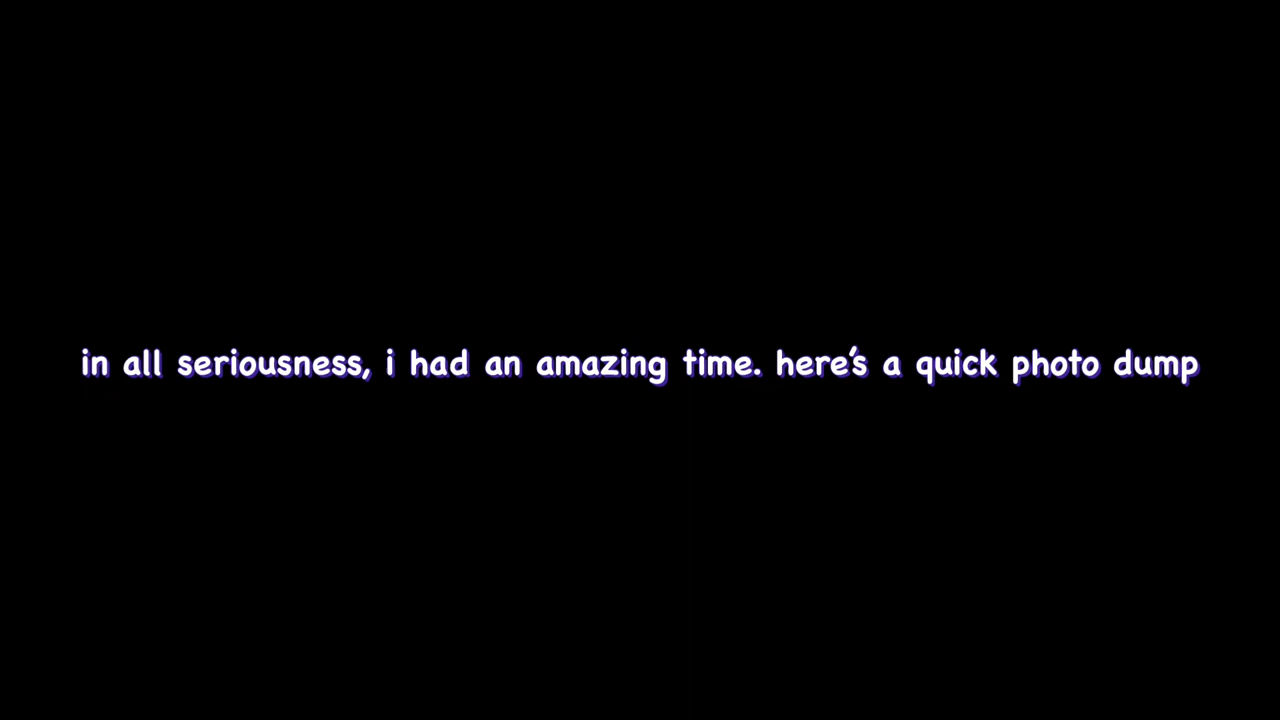 in all seriousness, i had an amazing time. here's a quick photo dump